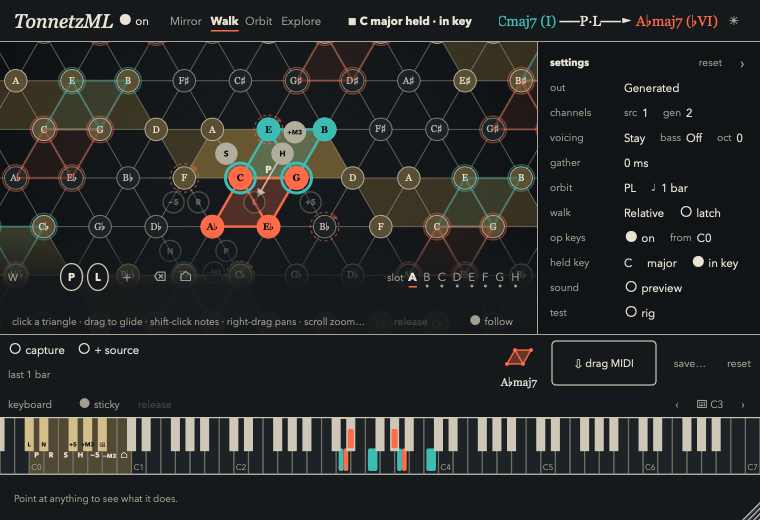 TonnetzML on Mirror Walk Orbit Explore C major held · in key Cmaj7 (I) —P·L→ A♭maj7 (♭VI)
A E B F♯ C♯ G♯ D♯ A♯ E♯ B♯
C G D A E +M3 B F♯ C♯ G♯
S H
A♭ E♭ B♭ F C P G D A E B
−5 R L +5
C♭ G♭ D♭ A♭ E♭ B♭ F C G
N P
W P L + slot A B C D E F G H
click a triangle · drag to glide · shift-click notes · right-drag pans · scroll zoom… release follow
settings reset ›
out Generated
channels src 1 gen 2
voicing Stay bass Off oct 0
gather 0 ms
orbit PL ♩ 1 bar
walk Relative latch
op keys on from C0
held key C major in key
sound preview
test rig
capture + source
last 1 bar
A♭maj7
⇩ drag MIDI save… reset
keyboard sticky release ‹ C3 ›
L N +5 +M3
P R S H −5 −M3
C0 C1 C2 C4 C5 C6 C7
Point at anything to see what it does.